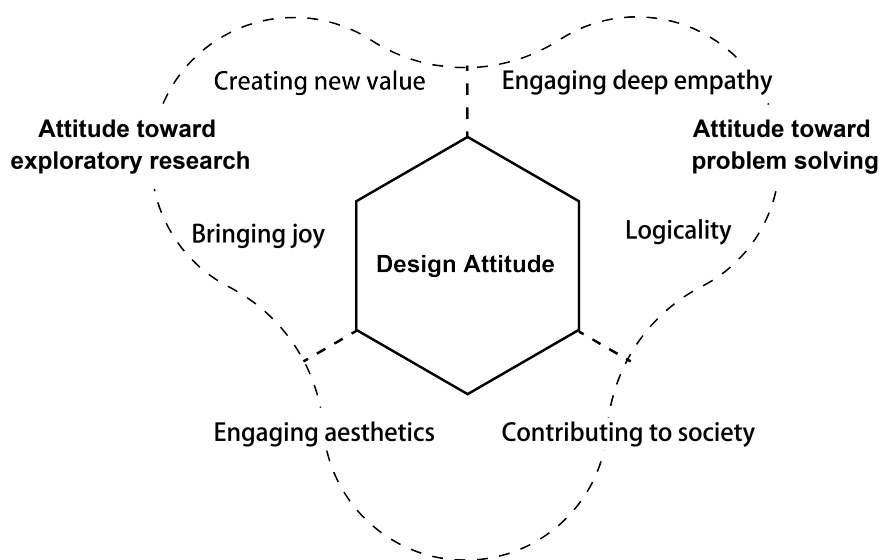 Creating new value
Engaging deep empathy
Attitude toward
exploratory research
Attitude toward
problem solving
Bringing joy
Logicality
Design Attitude
Engaging aesthetics
Contributing to society